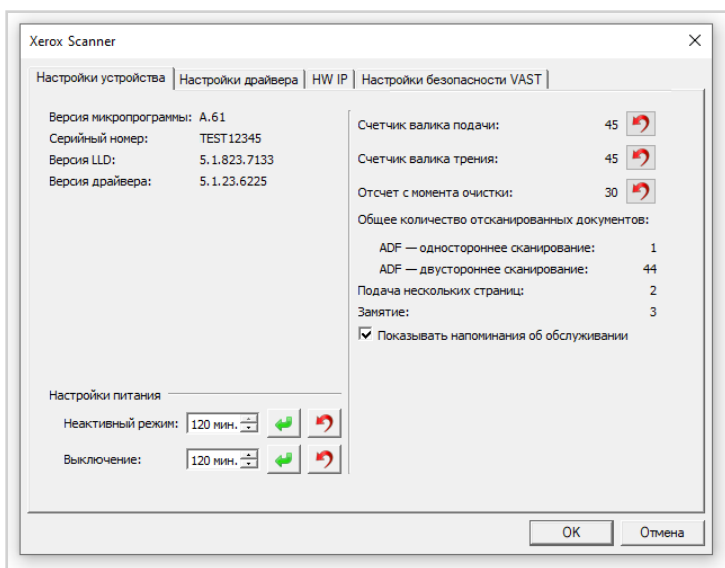 Xerox Scanner
Настройки устройства
Настройки драйвера
HW IP
Настройки безопасности VAST
Версия микропрограммы: A.61
Серийный номер: TEST12345
Версия LLD: 5.1.823.7133
Версия драйвера: 5.1.23.6225
Настройки питания
Неактивный режим: 120 мин.
Выключение: 120 мин.
Счетчик валика подачи: 45
Счетчик валика трения: 45
Отсчет с момента очистки: 30
Общее количество отсканированных документов:
ADF — одностороннее сканирование: 1
ADF — двустороннее сканирование: 44
Подача нескольких страниц: 2
Замятие: 3
Показывать напоминания об обслуживании
OK
Отмена